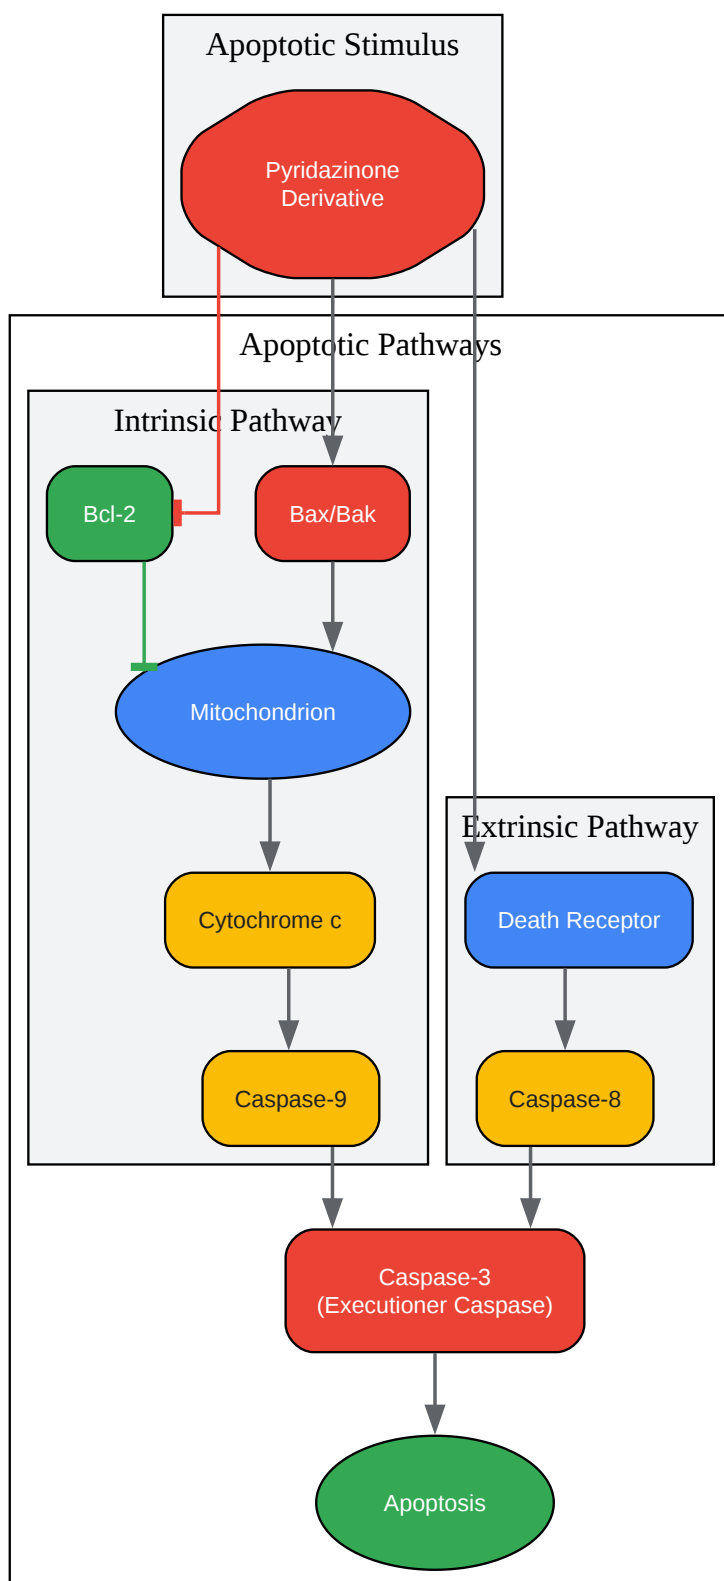 Apoptotic Stimulus
Pyridazinone
Derivative
Apoptotic Pathways
Intrinsic Pathway
Bcl-2
Bax/Bak
Mitochondrion
Extrinsic Pathway
Cytochrome c
Death Receptor
Caspase-9
Caspase-8
Caspase-3
(Executioner Caspase)
Apoptosis